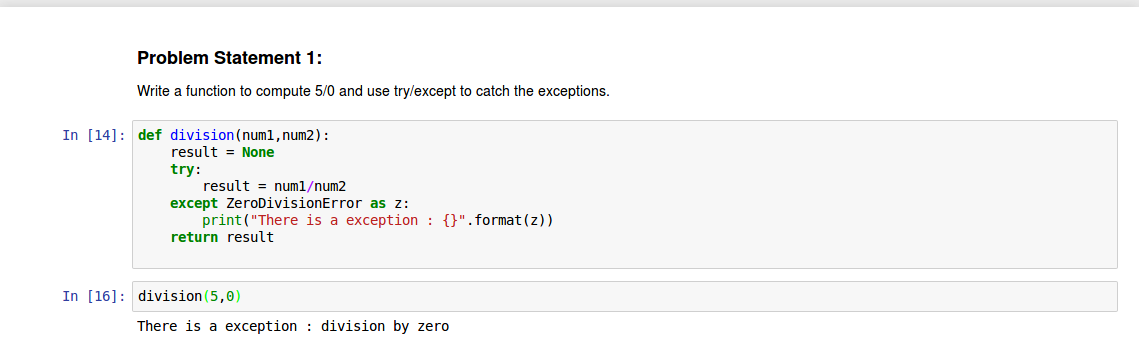 Problem Statement 1:
Write a function to compute 5/0 and use try/except to catch the exceptions.
In [14]: def division(num1,num2):
    result = None
    try:
        result = num1/num2
    except ZeroDivisionError as z:
        print("There is a exception : {}".format(z))
    return result
In [16]: division(5,0)
There is a exception : division by zero